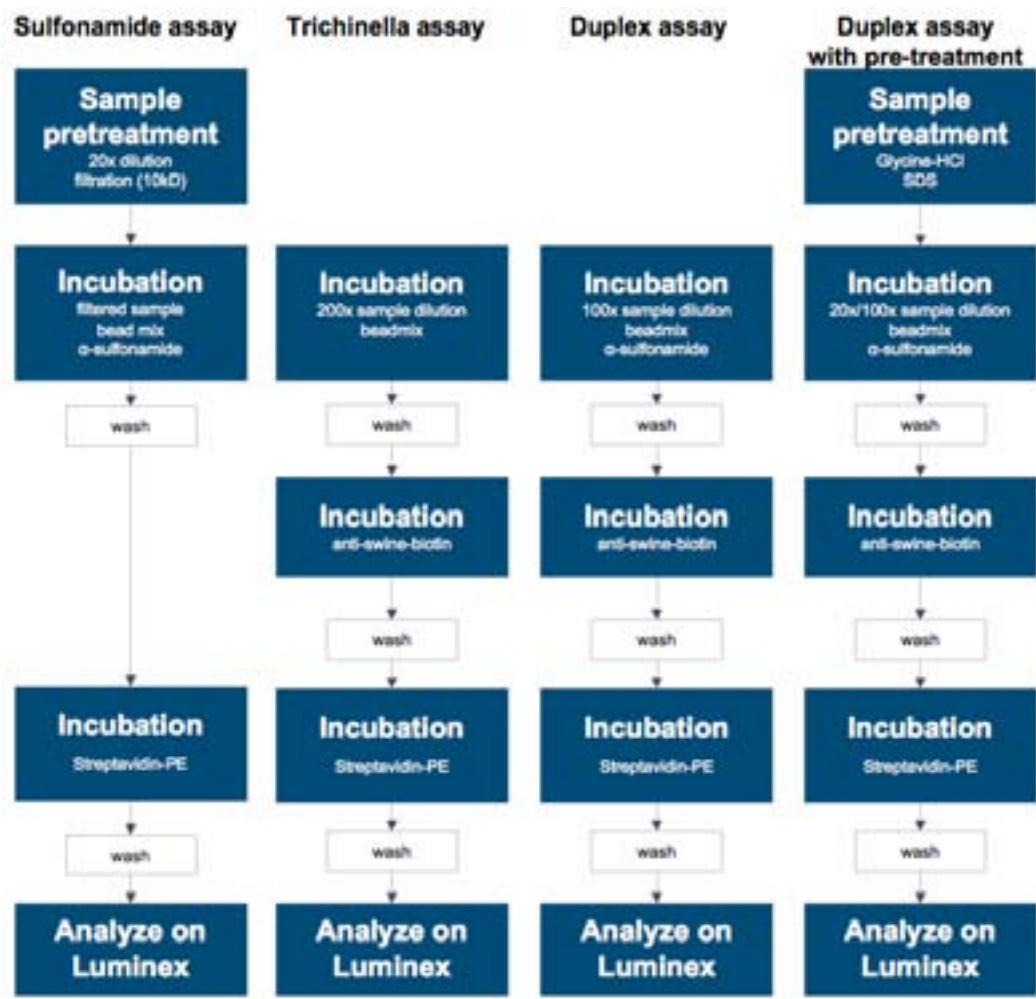 Sulfonamide assay
Sample
pretreatment
20x dilution
filtration (10kD)
Incubation
filtered sample
bead mix
α-sulfonamide
wash
Incubation
Streptavidin-PE
wash
Analyze on
Luminex
Trichinella assay
Incubation
200x sample dilution
beadmix
wash
Incubation
anti-swine-biotin
wash
Incubation
Streptavidin-PE
wash
Analyze on
Luminex
Duplex assay
Incubation
100x sample dilution
beadmix
α-sulfonamide
wash
Incubation
anti-swine-biotin
wash
Incubation
Streptavidin-PE
wash
Analyze on
Luminex
Duplex assay
with pre-treatment
Sample
pretreatment
Glycine-HCl
SDS
Incubation
20x/100x sample dilution
beadmix
α-sulfonamide
wash
Incubation
anti-swine-biotin
wash
Incubation
Streptavidin-PE
wash
Analyze on
Luminex